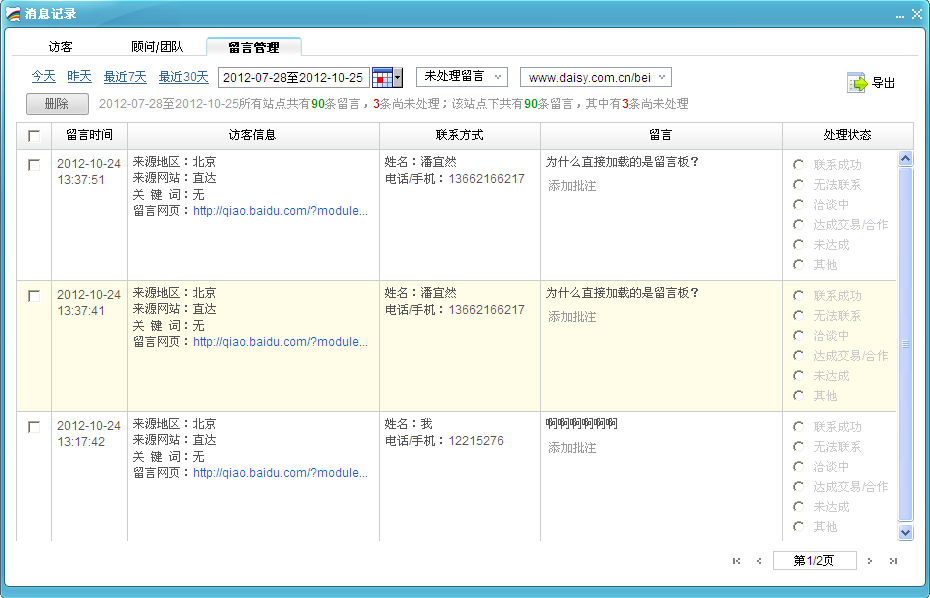 消息记录
访客 顾问/团队 留言管理
今天 昨天 最近7天 最近30天 2012-07-28至2012-10-25 未处理留言 www.daisy.com.cn/bei 导出
删除 2012-07-28至2012-10-25所有站点共有90条留言，3条尚未处理；该站点下共有90条留言，其中有3条尚未处理
留言时间 访客信息 联系方式 留言 处理状态
2012-10-24
13:37:51
来源地区：北京
来源网站：直达
关 键 词：无
留言网页：http://qiao.baidu.com/?module...
姓名：潘宜然
电话/手机：13662166217
为什么直接加载的是留言板？
添加批注
联系成功
无法联系
洽谈中
达成交易/合作
未达成
其他
2012-10-24
13:37:41
来源地区：北京
来源网站：直达
关 键 词：无
留言网页：http://qiao.baidu.com/?module...
姓名：潘宜然
电话/手机：13662166217
为什么直接加载的是留言板？
添加批注
联系成功
无法联系
洽谈中
达成交易/合作
未达成
其他
2012-10-24
13:17:42
来源地区：北京
来源网站：直达
关 键 词：无
留言网页：http://qiao.baidu.com/?module...
姓名：我
电话/手机：12215276
啊啊啊啊啊啊
添加批注
联系成功
无法联系
洽谈中
达成交易/合作
未达成
其他
第1/2页